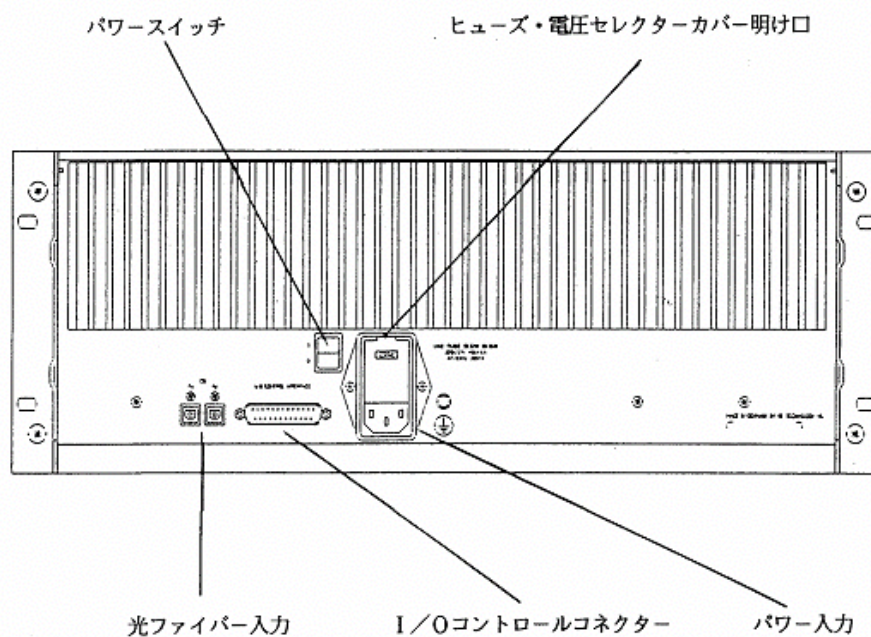 パワースイッチ
ヒューズ・電圧セレクターカバー明け口
光ファイバー入力
I/Oコントロールコネクター
パワー入力